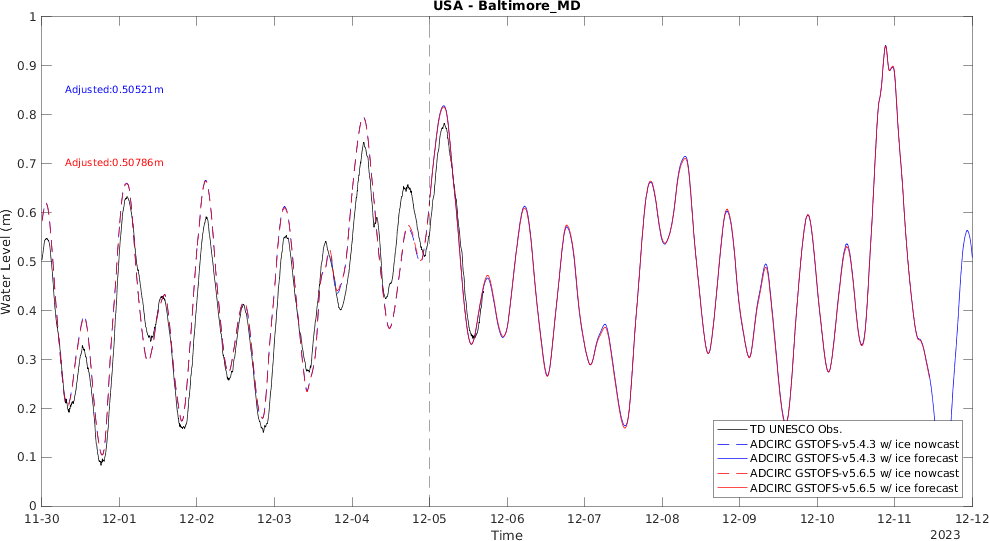 USA - Baltimore_MD
1
0.9
0.8
0.7
0.6
0.5
0.4
0.3
0.2
0.1
0
Water Level (m)
Adjusted:0.50521m
Adjusted:0.50786m
TD UNESCO Obs.
ADCIRC GSTOFS-v5.4.3 w/ ice nowcast
ADCIRC GSTOFS-v5.4.3 w/ ice forecast
ADCIRC GSTOFS-v5.6.5 w/ ice nowcast
ADCIRC GSTOFS-v5.6.5 w/ ice forecast
11-30 12-01 12-02 12-03 12-04 12-05 12-06 12-07 12-08 12-09 12-10 12-11 12-12
Time
2023